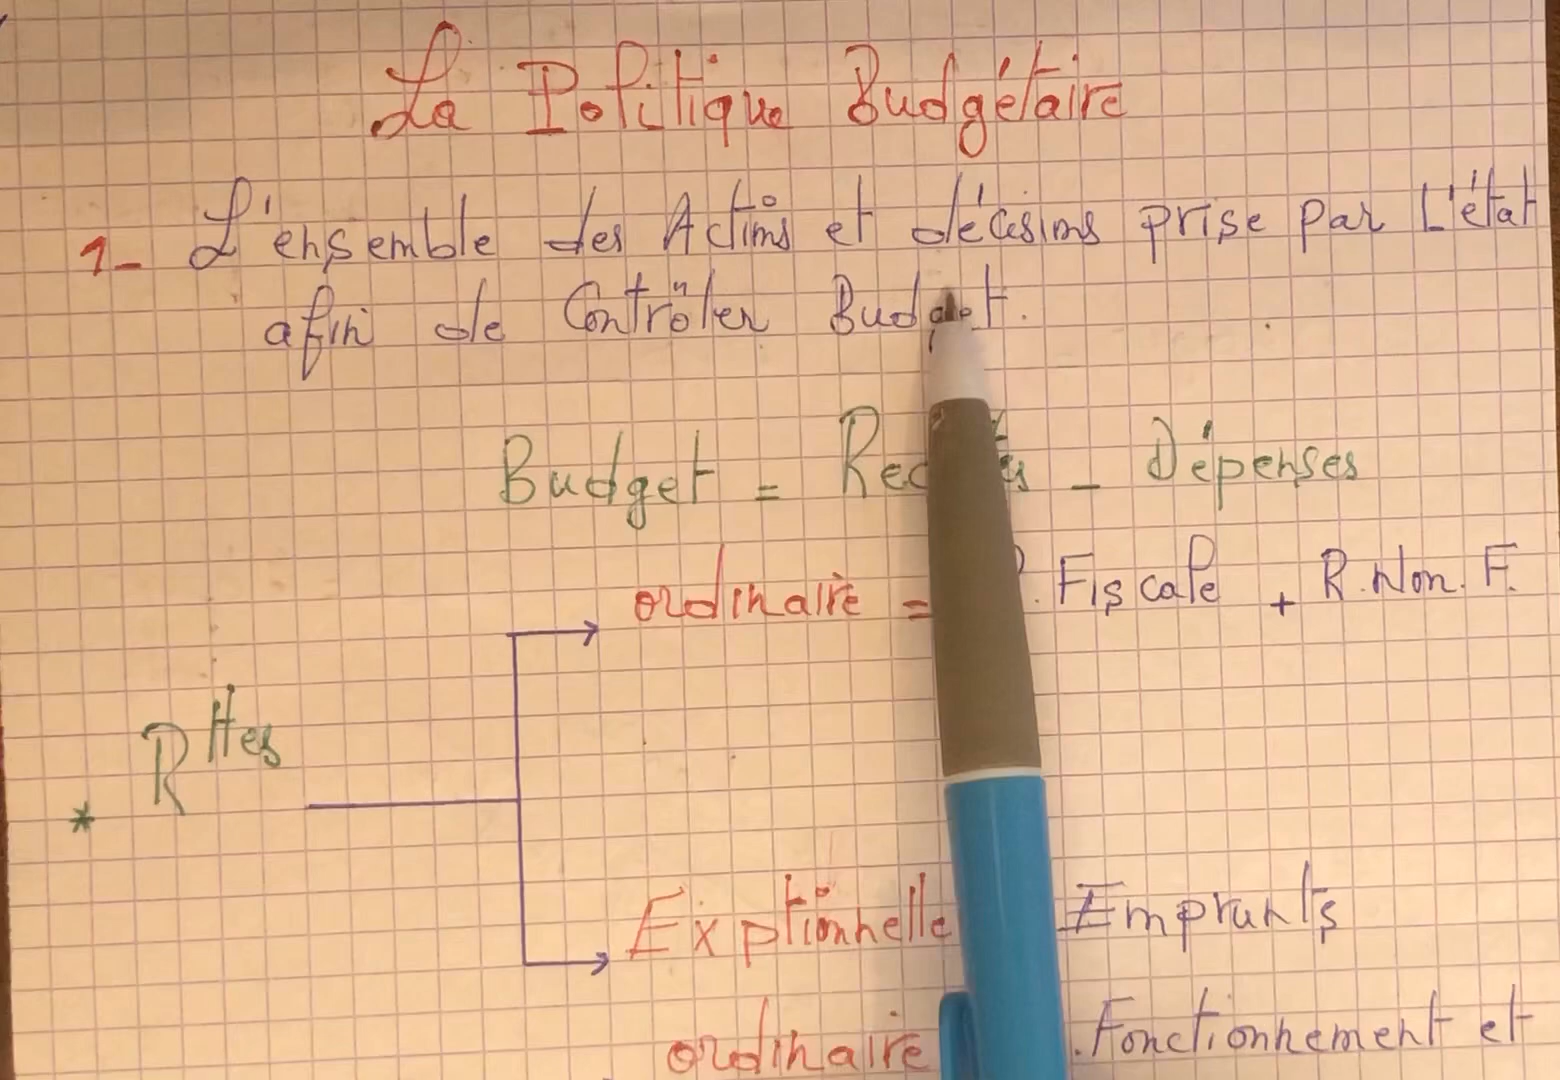 La Politique Budgétaire
1- L'ensemble des Actions et décisions prise par L'état
afin de Contrôler Budget.
Budget = - Dépenses
ordinaire = . Fiscale + R. Non. F.
* R ttes
Exptionnelle Emprunts
ordinaire . Fonctionnement et